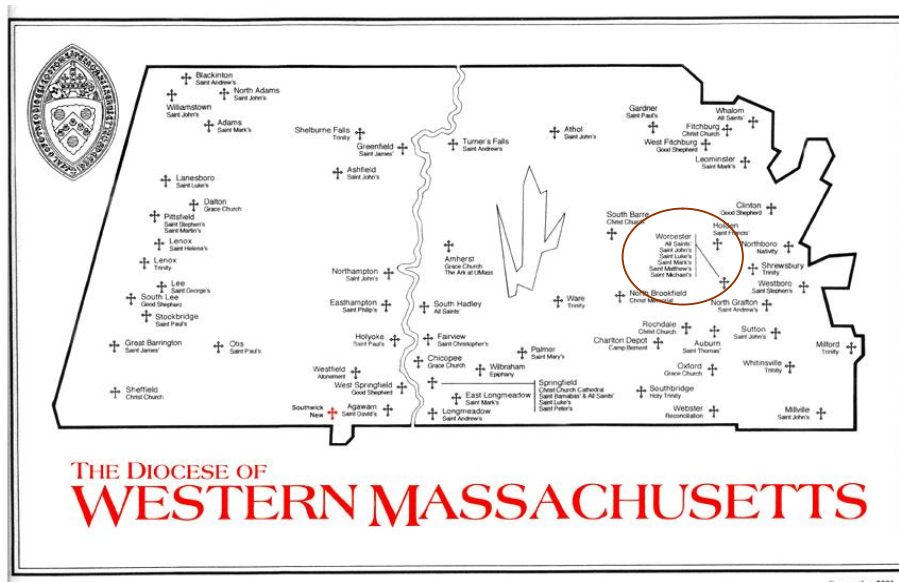 Blackinton
Saint Andrew's
North Adams
Saint John's
Williamstown
Saint John's
Adams
Saint Mark's
Shelburne Falls
Trinity
Greenfield
Saint James'
Turner's Falls
Saint Andrew's
Athol
Saint John's
Gardner
Saint Paul's
Whalom
All Saints'
Fitchburg
Christ Church
West Fitchburg
Good Shepherd
Leominster
Saint Mark's
Ashfield
Saint John's
Lanesboro
Saint Luke's
Dalton
Grace Church
Pittsfield
Saint Stephen's
Saint Martin's
Lenox
Saint Helena's
Lenox
Trinity
Lee
Saint George's
South Lee
Good Shepherd
Stockbridge
Saint Paul's
Great Barrington
Saint James'
Otis
Saint Paul's
Sheffield
Christ Church
Northampton
Saint John's
Amherst
Grace Church
The Ark at UMass
Easthampton
Saint Philip's
South Hadley
All Saints
Holyoke
Saint Paul's
Fairview
Saint Christopher's
Chicopee
Grace Church
Westfield
Atonement
West Springfield
Good Shepherd
Wilbraham
Epiphany
Palmer
Saint Mary's
Ware
Trinity
Springfield
Christ Church Cathedral
Saint Barnabas' & All Saints'
Saint Luke's
Saint Peter's
East Longmeadow
Saint Mark's
Longmeadow
Saint Andrew's
Southwick
New
Agawam
Saint David's
South Barre
Christ Church
Clinton
Good Shepherd
Holden
Saint Francis'
Worcester
All Saints'
Saint John's
Saint Luke's
Saint Mark's
Saint Matthew's
Saint Michael's
Northboro
Nativity
Shrewsbury
Trinity
Westboro
Saint Stephen's
North Brookfield
Christ Memorial
North Grafton
Saint Andrew's
Rochdale
Christ Church
Charlton Depot
Camp Bement
Auburn
Saint Thomas'
Sutton
Saint John's
Milford
Trinity
Oxford
Grace Church
Whitinsville
Trinity
Southbridge
Holy Trinity
Webster
Reconciliation
Millville
Saint John's
THE DIOCESE OF
WESTERN MASSACHUSETTS